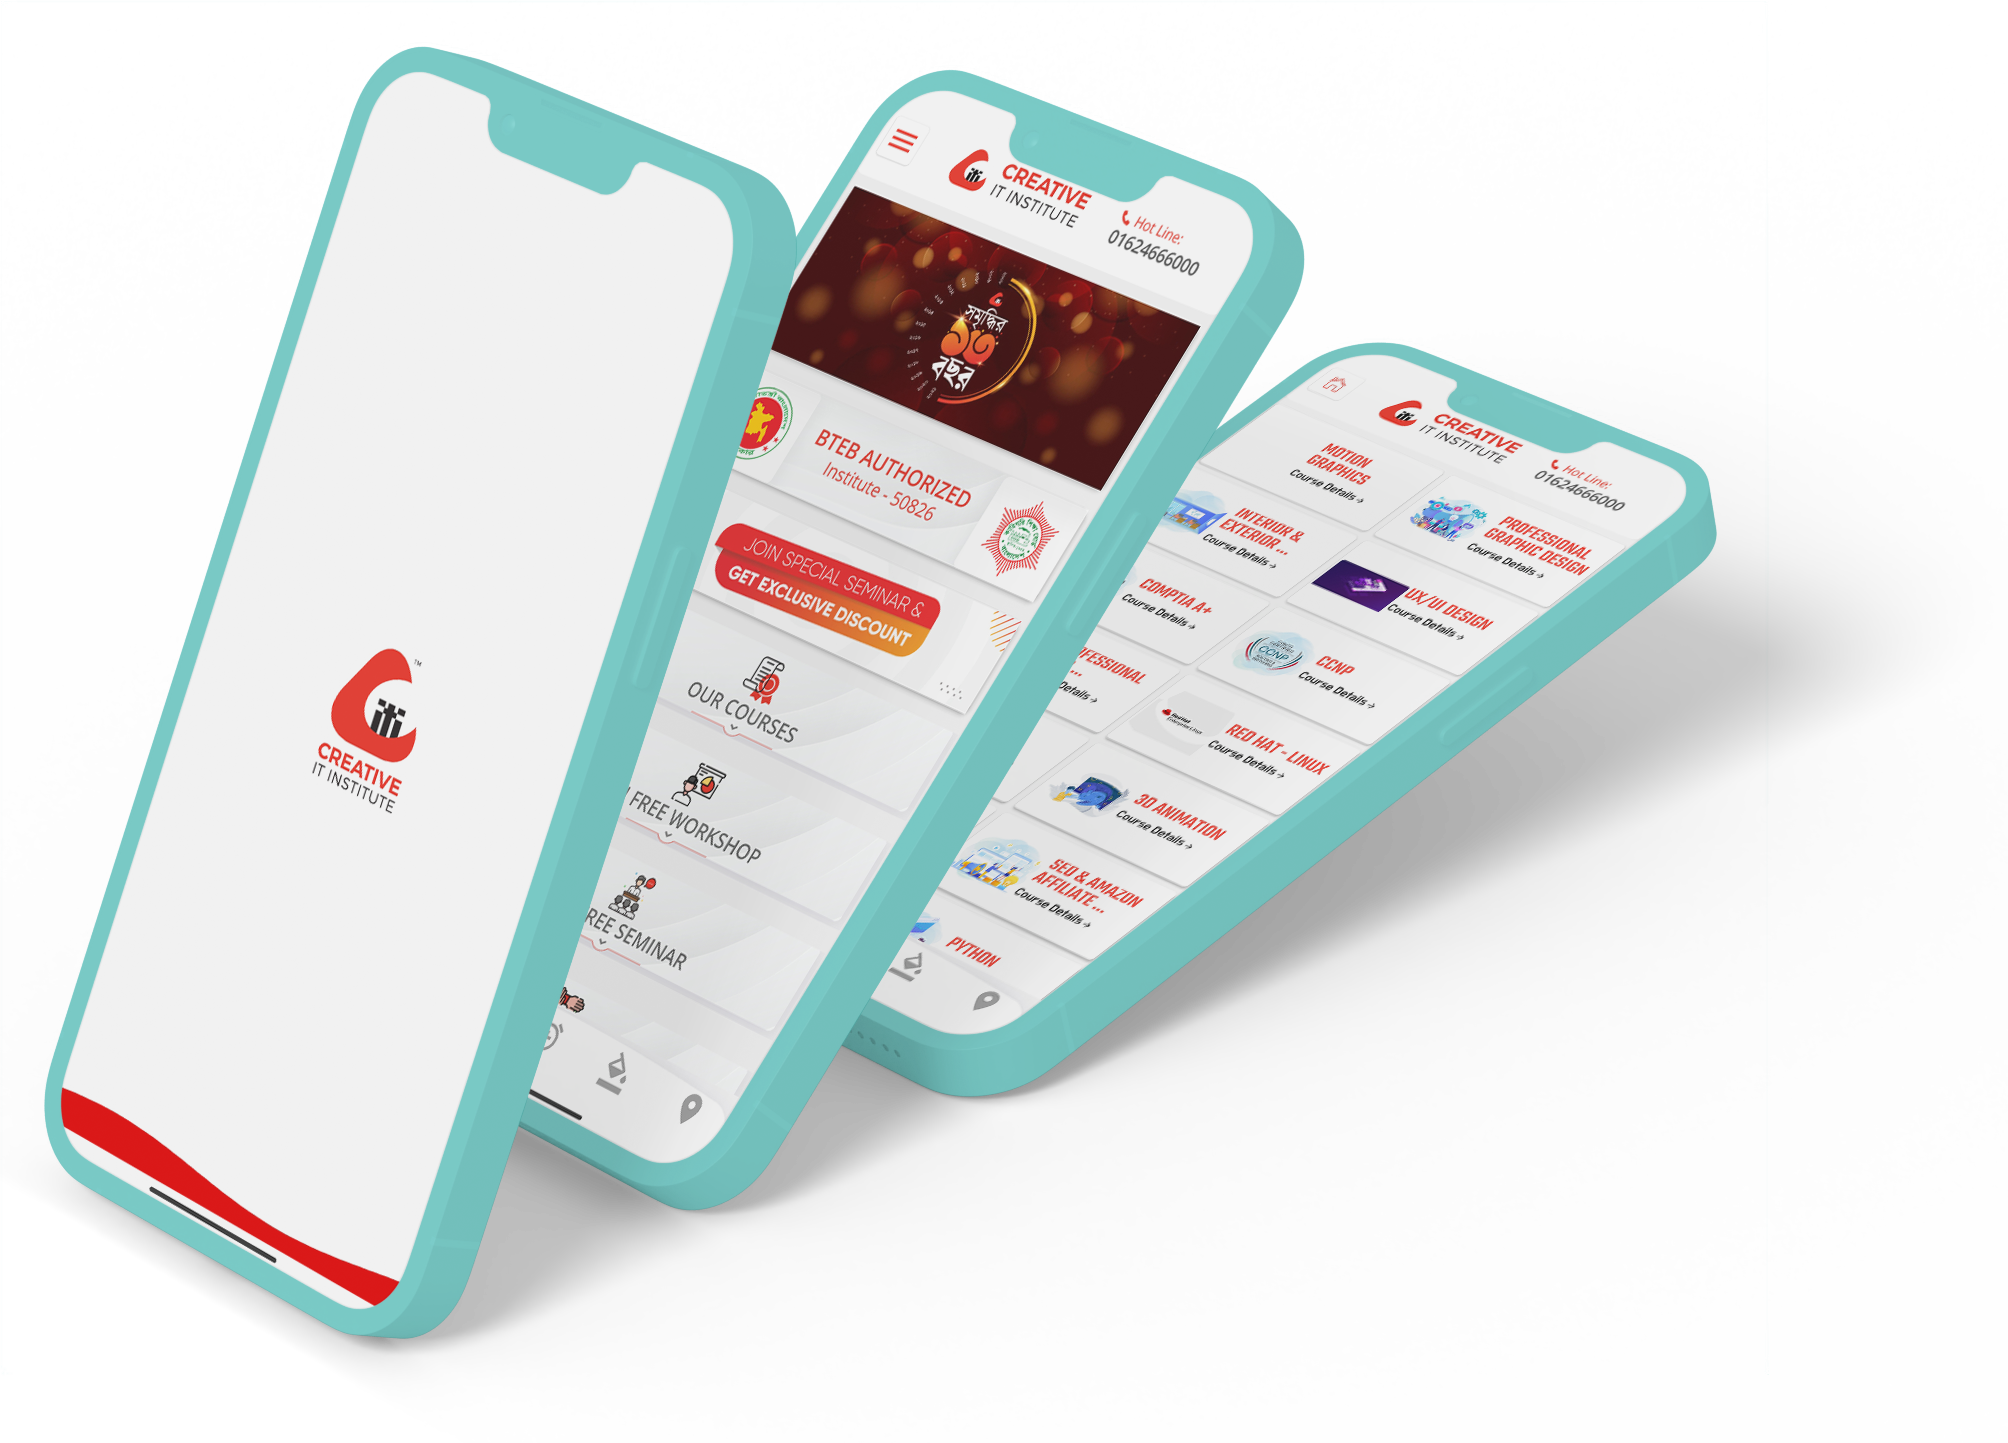 TM
CREATIVE
IT INSTITUTE
CREATIVE
IT INSTITUTE
Hot Line:
01624666000
সমৃদ্ধির
১৩
বছর
BTEB AUTHORIZED
Institute - 50826
JOIN SPECIAL SEMINAR &
GET EXCLUSIVE DISCOUNT
OUR COURSES
FREE WORKSHOP
REE SEMINAR
CREATIVE
IT INSTITUTE
Hot Line:
01624666000
MOTION
GRAPHICS
Course Details →
PROFESSIONAL
GRAPHIC DESIGN
Course Details →
INTERIOR &
EXTERIOR...
Course Details →
UX/UI DESIGN
Course Details →
COMPTIA A+
Course Details →
CCNP
CCNP
Course Details →
FESSIONAL
...
Details →
RED HAT - LINUX
Course Details →
3D ANIMATION
Course Details →
SEO & AMAZON
AFFILIATE...
Course Details →
PYTHON